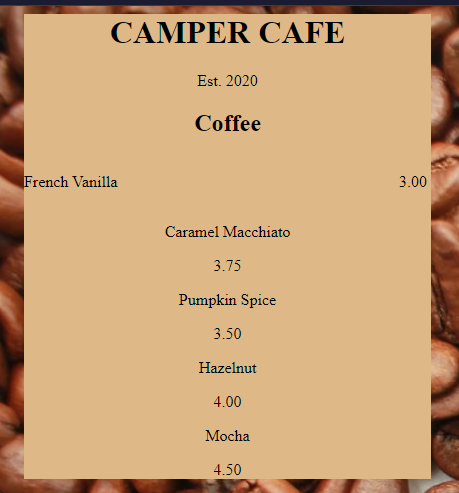 CAMPER CAFE
Est. 2020
Coffee
French Vanilla 3.00
Caramel Macchiato
3.75
Pumpkin Spice
3.50
Hazelnut
4.00
Mocha
4.50